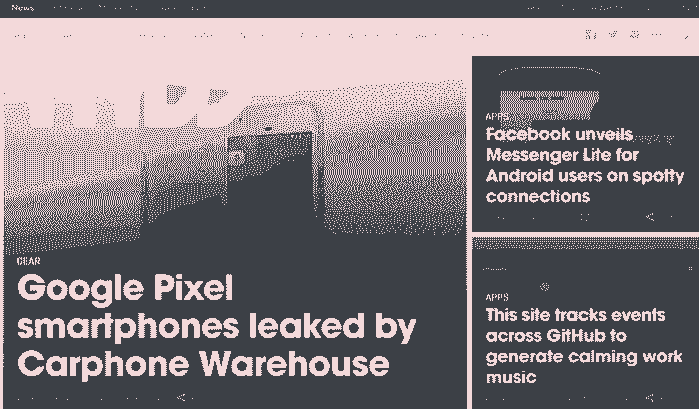 News
GEAR
Google Pixel
smartphones leaked by
Carphone Warehouse
APPS
Facebook unveils
Messenger Lite for
Android users on spotty
connections
APPS
This site tracks events
across GitHub to
generate calming work
music